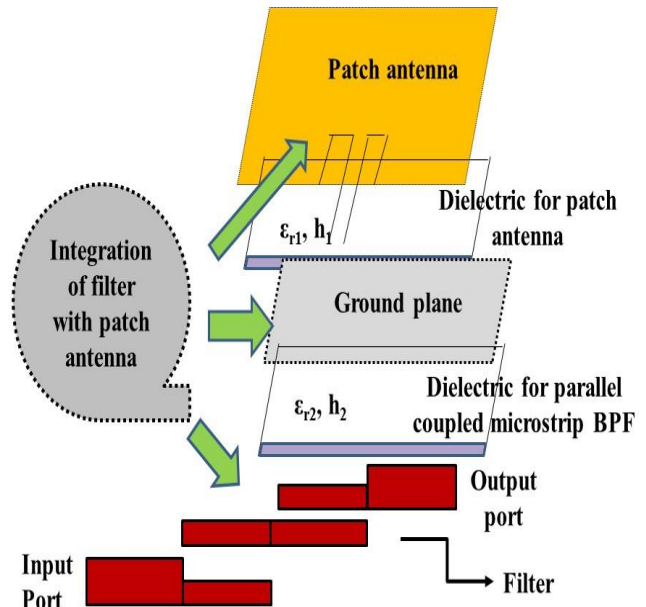 Patch antenna
Dielectric for patch
antenna
εr1, h1
Integration
of filter
with patch
antenna
Ground plane
Dielectric for parallel
coupled microstrip BPF
εr2, h2
Output
port
Input
Port
Filter